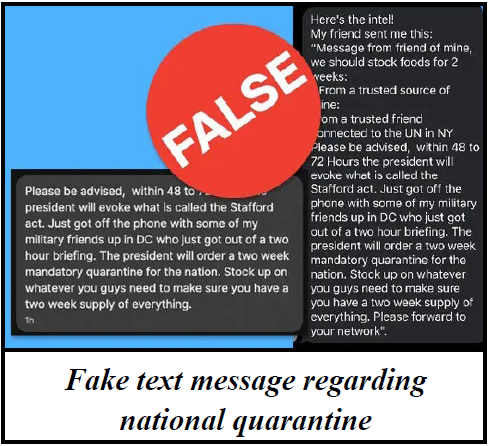 FALSE
Please be advised, within 48 to
president will evoke what is called the Stafford
act. Just got off the phone with some of my
military friends up in DC who just got out of a two
hour briefing. The president will order a two week
mandatory quarantine for the nation. Stock up on
whatever you guys need to make sure you have a
two week supply of everything.
1h
Here's the intel!
My friend sent me this:
"Message from friend of mine,
we should stock foods for 2
weeks:
From a trusted source of
mine:
From a trusted friend
connected to the UN in NY
Please be advised, within 48 to
72 Hours the president will
evoke what is called the
Stafford act. Just got off the
phone with some of my military
friends up in DC who just got
out of a two hour briefing. The
president will order a two week
mandatory quarantine for the
nation. Stock up on whatever
you guys need to make sure
you have a two week supply of
everything. Please forward to
your network".
Fake text message regarding
national quarantine